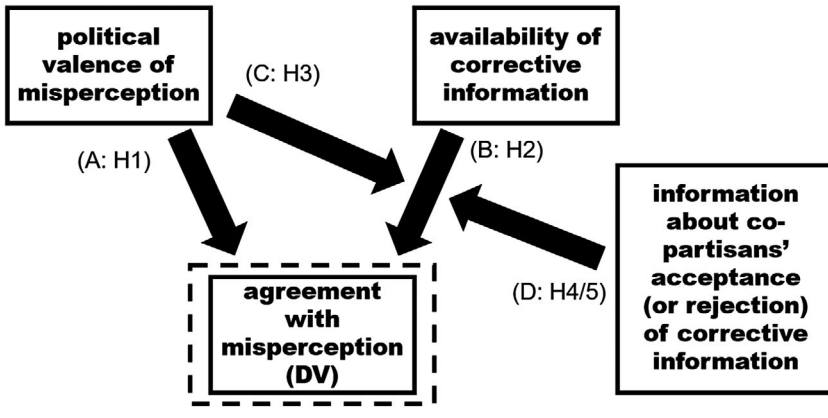 political
valence of
misperception
availability of
corrective
information
(C: H3)
(A: H1)
(B: H2)
information
about co-
partisans’
acceptance
(or rejection)
of corrective
information
(D: H4/5)
agreement
with
misperception
(DV)